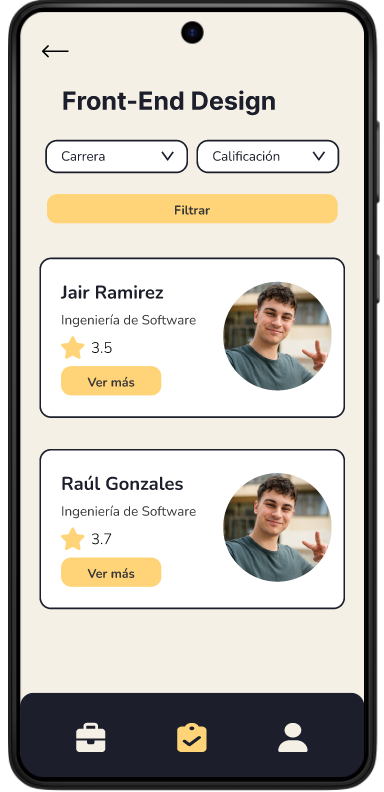 Front-End Design
Carrera
Calificación
Filtrar
Jair Ramirez
Ingeniería de Software
3.5
Ver más
Raúl Gonzales
Ingeniería de Software
3.7
Ver más